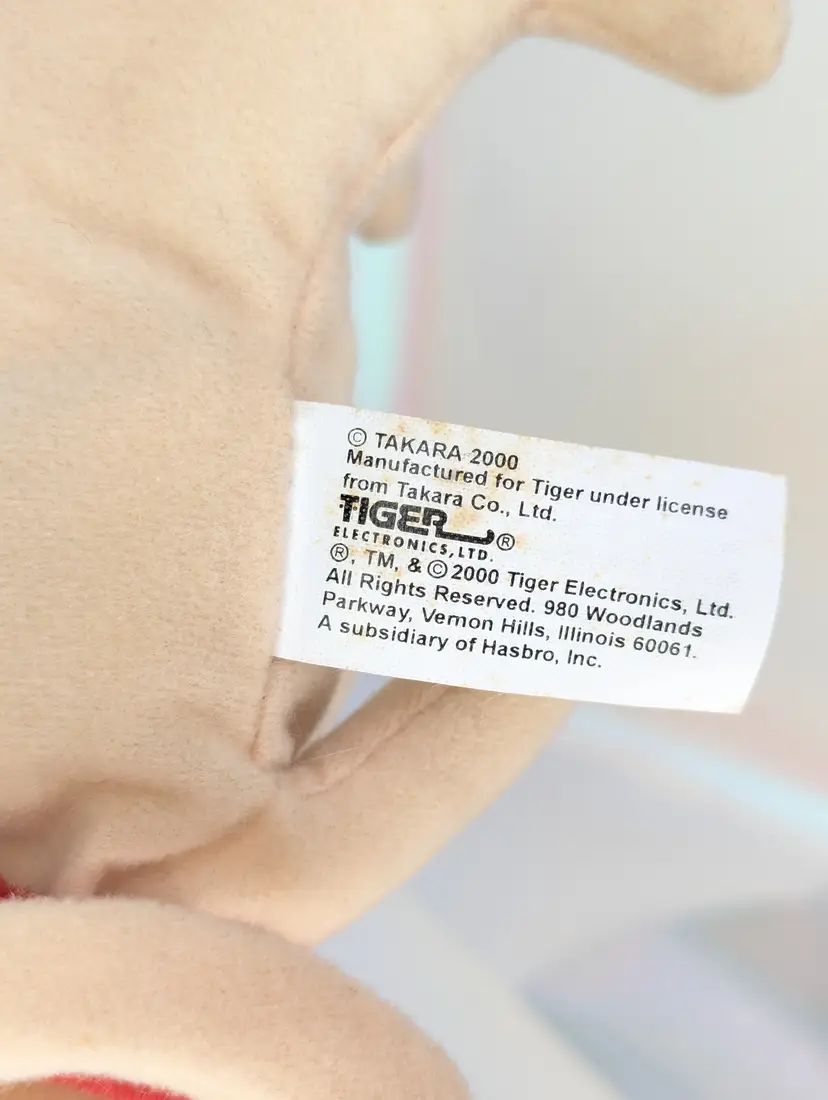 © TAKARA 2000
Manufactured for Tiger under license
from Takara Co., Ltd.
TIGER®
ELECTRONICS, LTD.
®, TM, & © 2000 Tiger Electronics, Ltd.
All Rights Reserved. 980 Woodlands
Parkway, Vernon Hills, Illinois 60061.
A subsidiary of Hasbro, Inc.